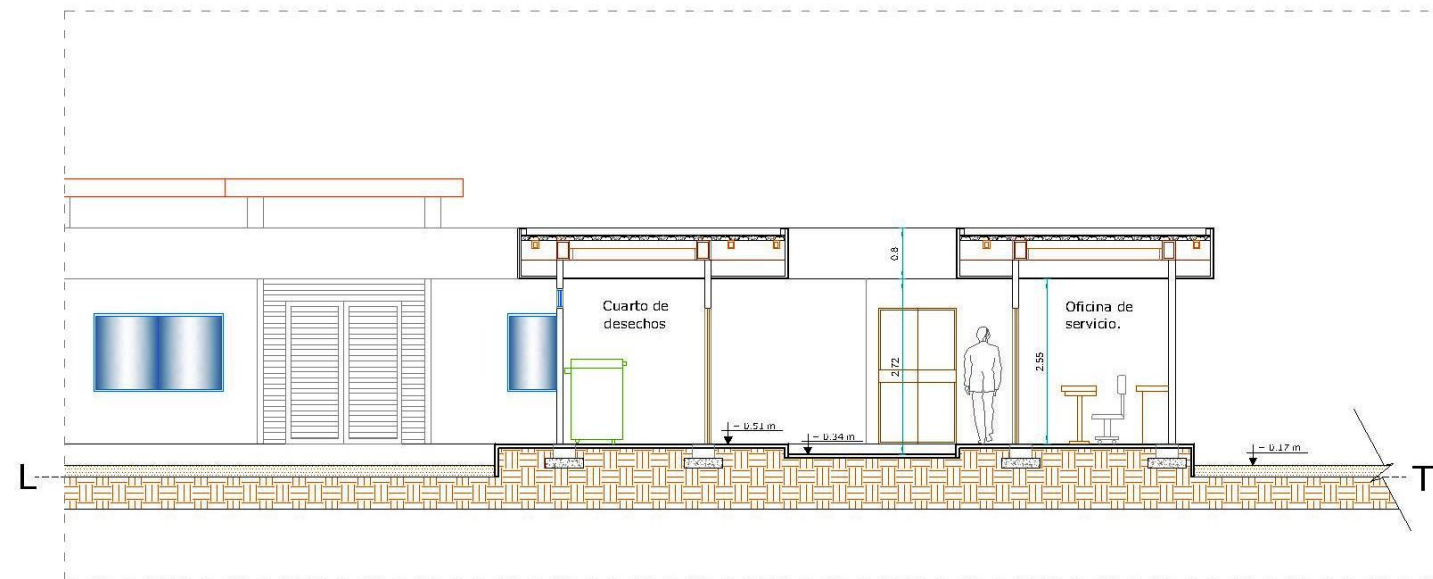 0.8
Cuarto de
desechos
Oficina de
servicio.
2.72
2.55
- 0.51 m
- 0.34 m
- 0.17 m
L
T